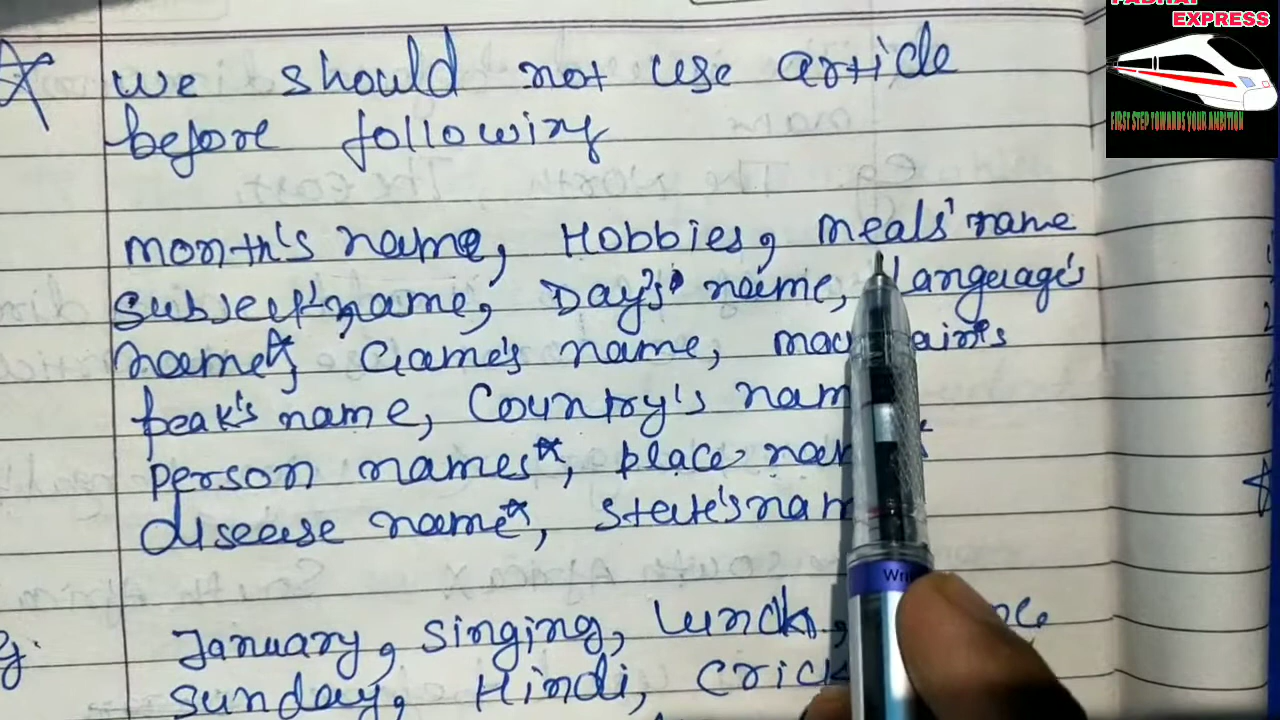 PADHAI
EXPRESS
FIRST STEP TOWARDS YOUR AMBITION
we should not use article
before following
month's name, Hobbies, meals' name
subject name, Day's name, language's
name*, Game's name, 
peak's name, Country's
person names*, place
disease name*, state's
January, singing, lunch,
sunday, Hindi,